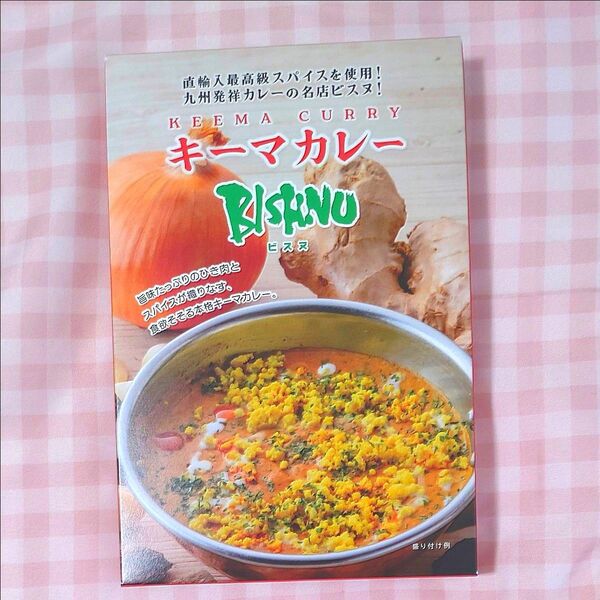 直輸入最高級スパイスを使用!
九州発祥カレーの名店ビスヌ!
KEEMA CURRY
キーマカレー
BISHNU
ビスヌ
旨味たっぷりのひき肉と
スパイスが織りなす、
食欲そそる本格キーマカレー。
盛り付け例